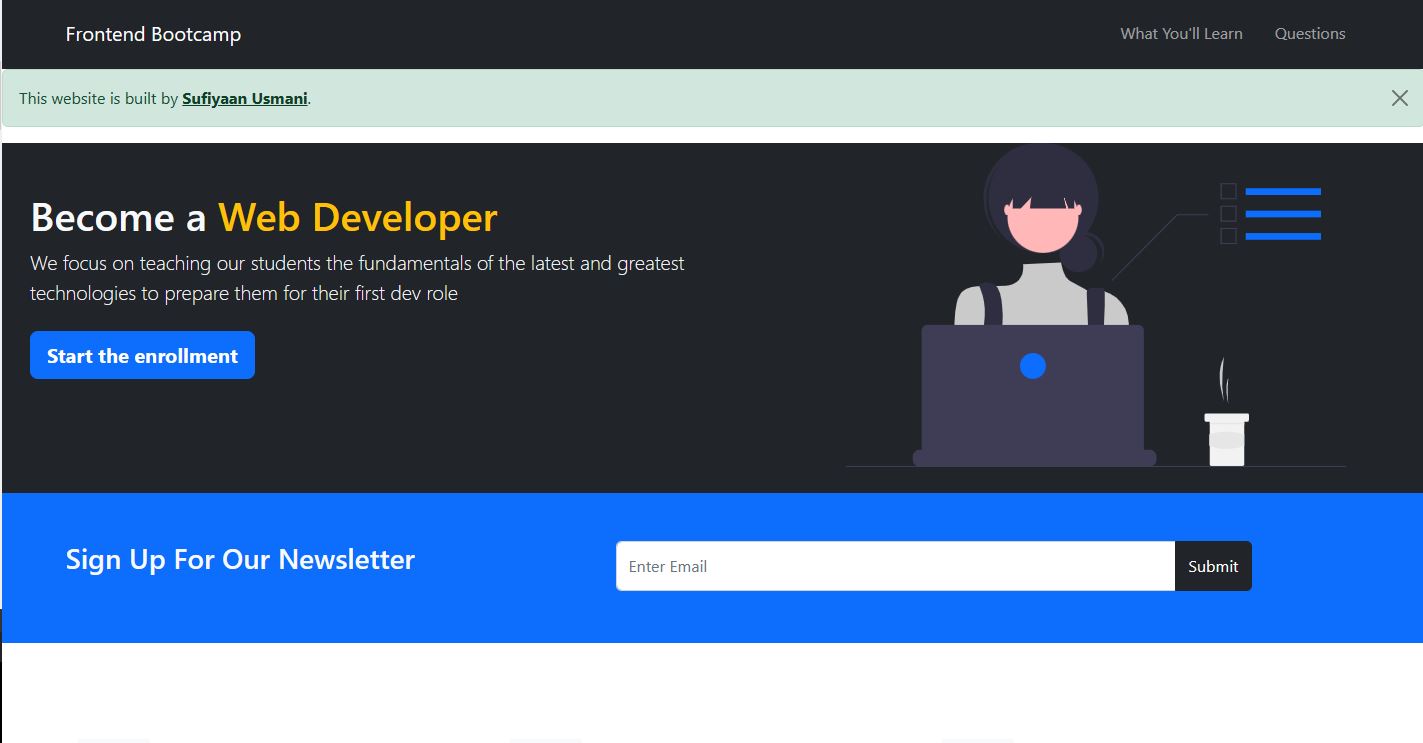 Frontend Bootcamp
What You'll Learn
Questions
This website is built by Sufiyaan Usmani.
Become a Web Developer
We focus on teaching our students the fundamentals of the latest and greatest
technologies to prepare them for their first dev role
Start the enrollment
Sign Up For Our Newsletter
Enter Email
Submit